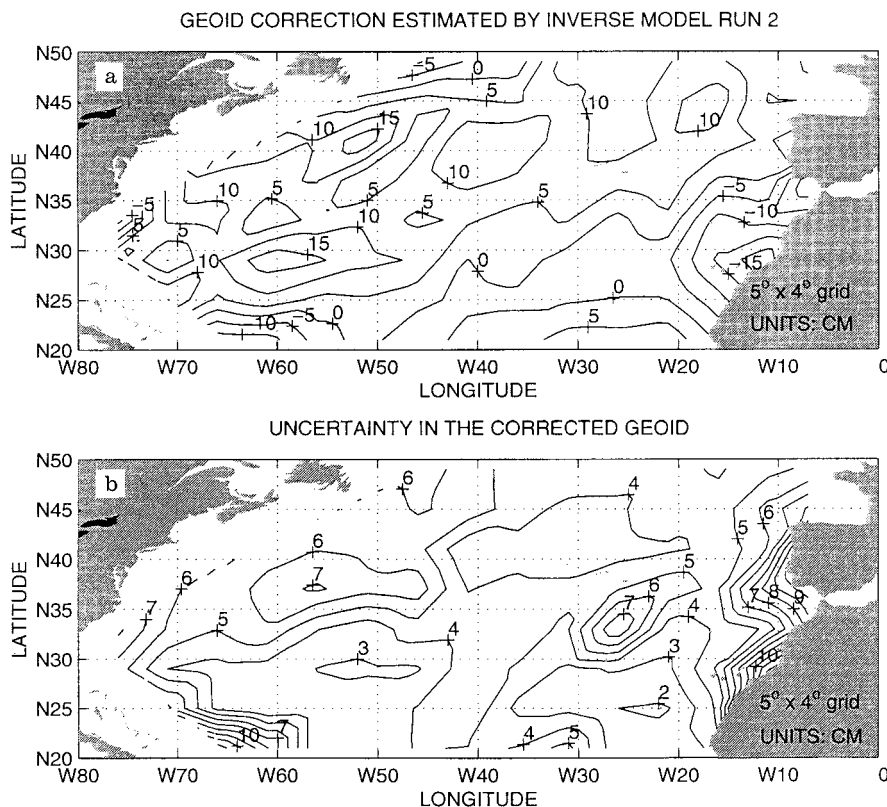 GEOID CORRECTION ESTIMATED BY INVERSE MODEL RUN 2
a
N50
N45
N40
N35
N30
N25
N20
LATITUDE
-5
0
5
10
10
15
10
10
5
5
10
5
5
-5
-5
5
5
10
-10
10
15
0
-15
-10
-5
0
0
5
5° x 4° grid
UNITS: CM
W80 W70 W60 W50 W40 W30 W20 W10 0
LONGITUDE
UNCERTAINTY IN THE CORRECTED GEOID
b
N50
N45
N40
N35
N30
N25
N20
LATITUDE
6
4
6
5
6
7
6
5
6
7
7
8
9
7
5
4
4
3
3
10
2
10
7
4
5
5° x 4° grid
UNITS: CM
W80 W70 W60 W50 W40 W30 W20 W10 0
LONGITUDE